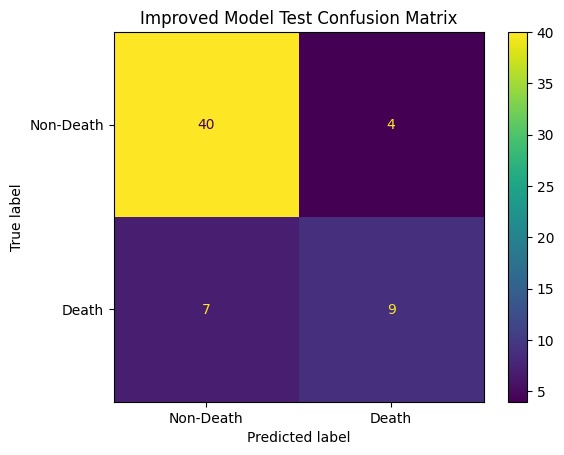 Improved Model Test Confusion Matrix
Non-Death
40
4
Death
7
9
Non-Death
Death
True label
Predicted label
40
35
30
25
20
15
10
5